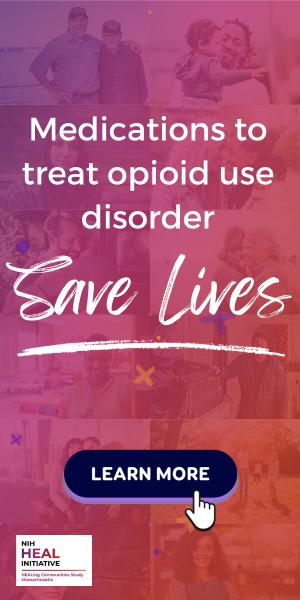 Medications to
treat opioid use
disorder
Save Lives
LEARN MORE
NIH
HEAL
INITIATIVE
HEALing Communities Study
Massachusetts